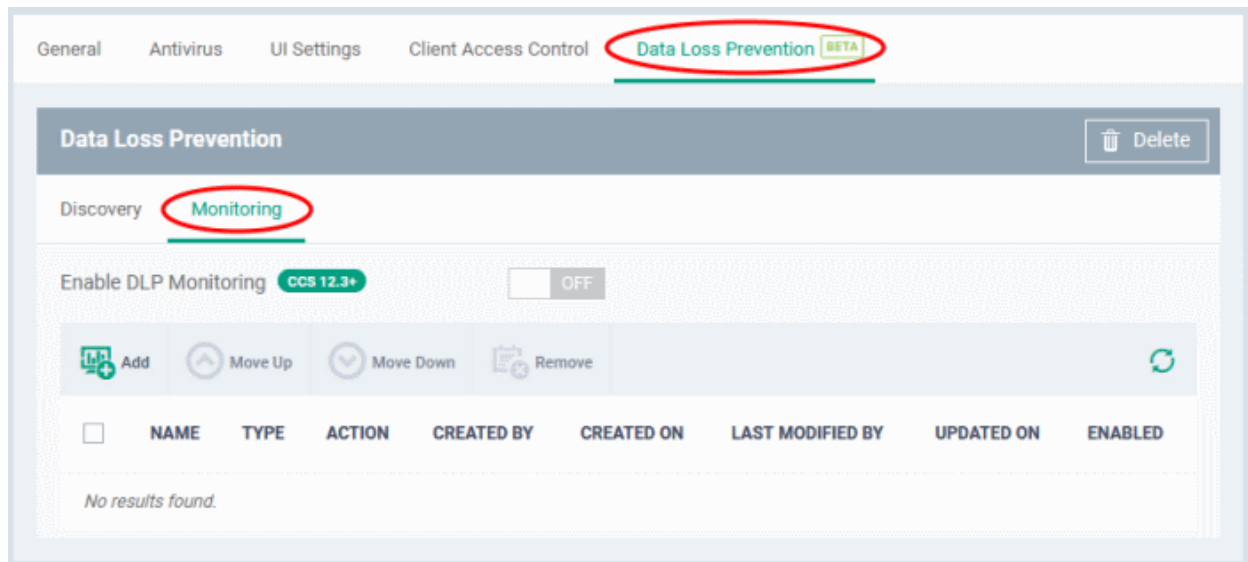 General Antivirus UI Settings Client Access Control Data Loss Prevention BETA
Data Loss Prevention Delete
Discovery Monitoring
Enable DLP Monitoring CCS 12.3+ OFF
Add Move Up Move Down Remove
NAME TYPE ACTION CREATED BY CREATED ON LAST MODIFIED BY UPDATED ON ENABLED
No results found.